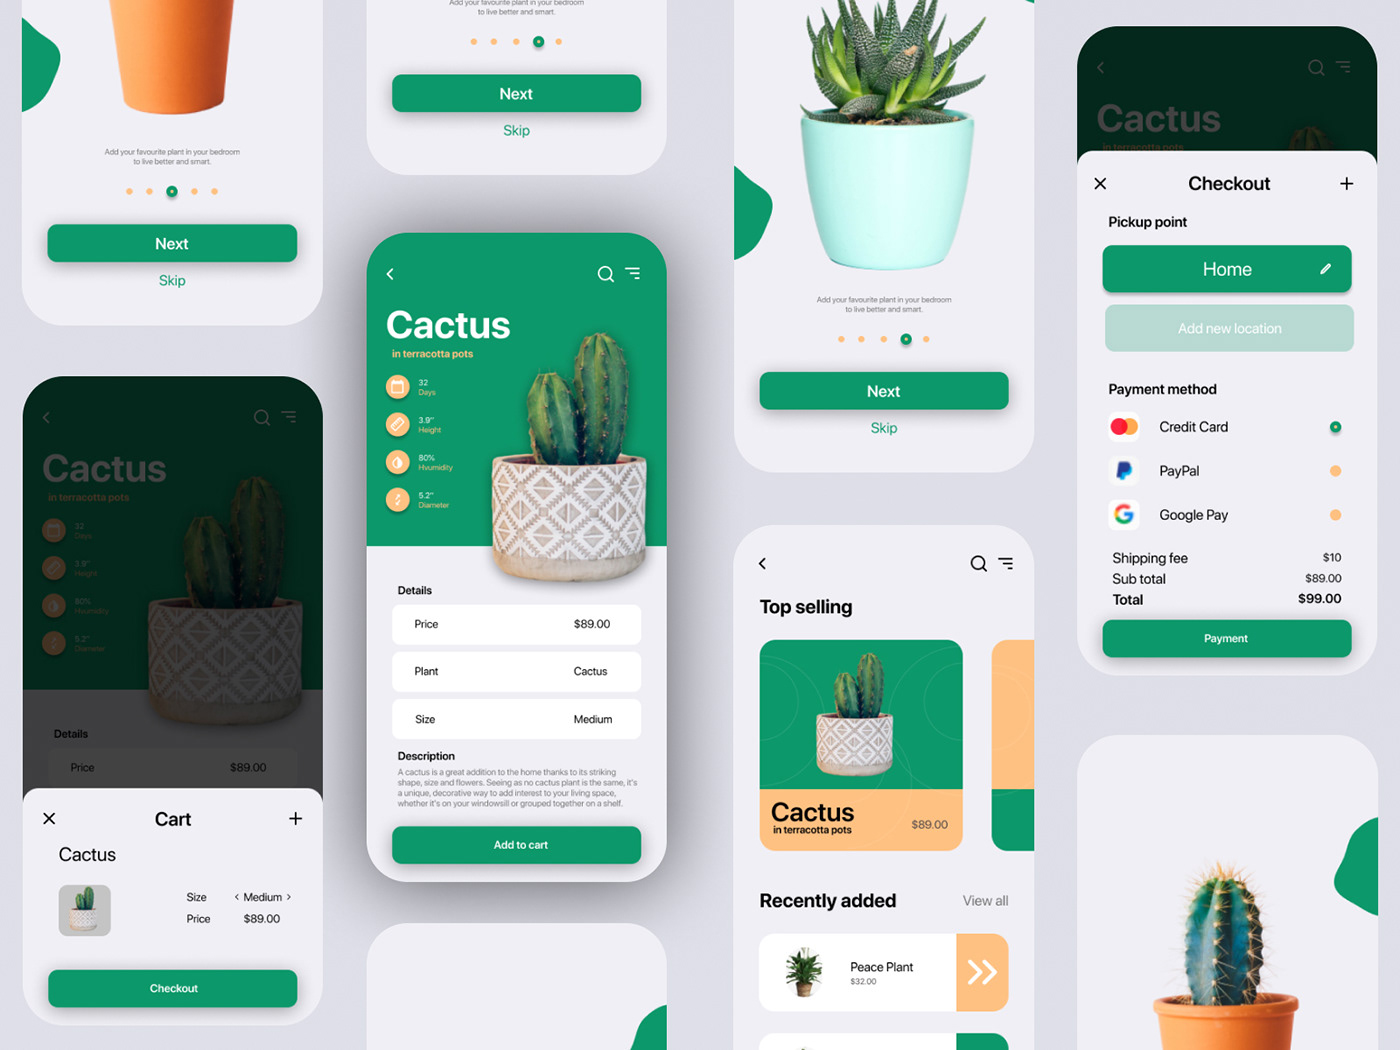 Add your favourite plant in your bedroom
to live better and smart.
Next
Skip
Cactus
in terracotta pots
32
Days
3.9"
Height
80%
Hvumidity
5.2"
Diameter
Details
Price $89.00
Cart
Cactus
Size < Medium >
Price $89.00
Checkout
Add your favourite plant in your bedroom
to live better and smart.
Next
Skip
Cactus
in terracotta pots
32
Days
3.9"
Height
80%
Hvumidity
5.2"
Diameter
Details
Price $89.00
Plant Cactus
Size Medium
Description
A cactus is a great addition to the home thanks to its striking
shape, size and flowers. Seeing as no cactus plant is the same, it's
a unique, decorative way to add interest to your living space,
whether it's on your windowsill or grouped together on a shelf.
Add to cart
Add your favourite plant in your bedroom
to live better and smart.
Next
Skip
Top selling
Cactus
in terracotta pots
$89.00
Recently added View all
Peace Plant
$32.00
Cactus
in terracotta pots
Checkout
Pickup point
Home
Add new location
Payment method
Credit Card
PayPal
Google Pay
Shipping fee $10
Sub total $89.00
Total $99.00
Payment